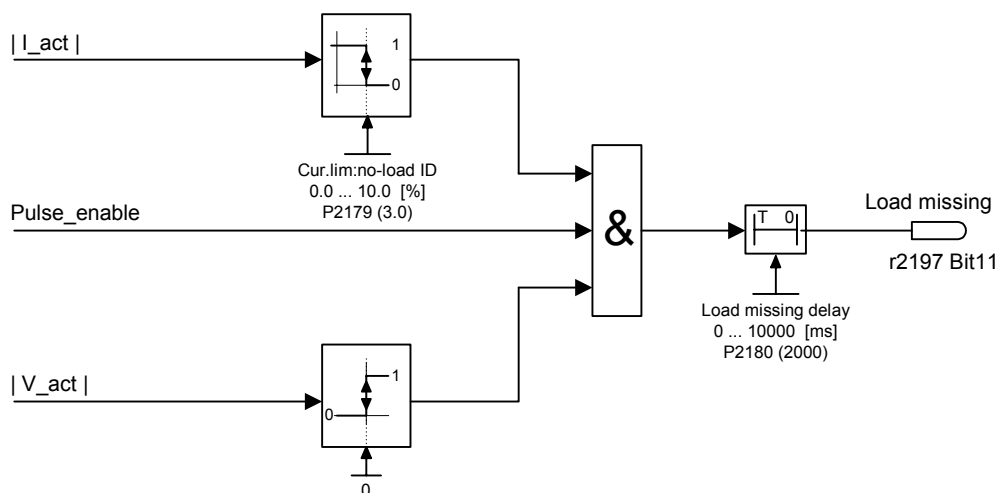 | I_act |
1
0
Cur.lim:no-load ID
0.0 ... 10.0 [%]
P2179 (3.0)
Pulse_enable
&
T 0
Load missing
r2197 Bit11
Load missing delay
0 ... 10000 [ms]
P2180 (2000)
| V_act |
1
0
0